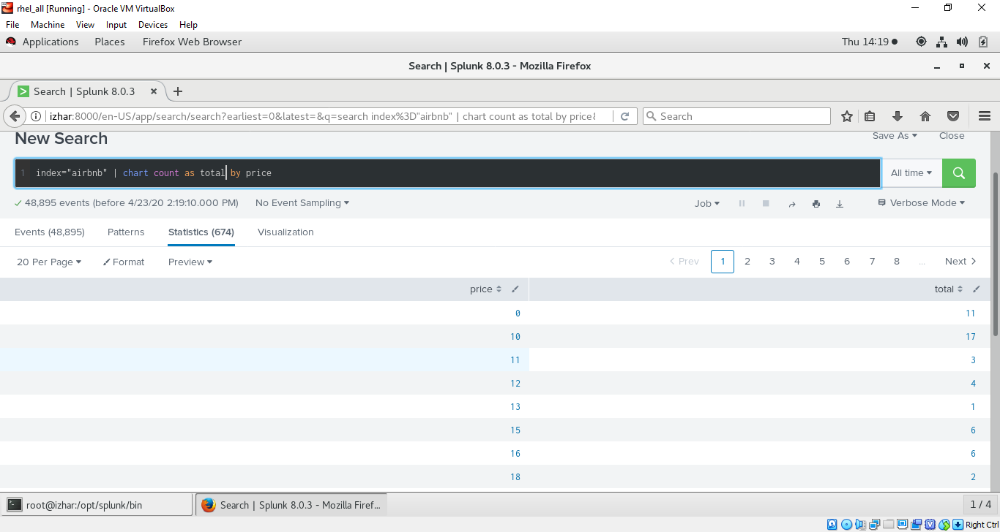 rhel_all [Running] - Oracle VM VirtualBox
File Machine View Input Devices Help
Applications Places Firefox Web Browser Thu 14:19
Search | Splunk 8.0.3 - Mozilla Firefox
Search | Splunk 8.0.3
izhar:8000/en-US/app/search/search?earliest=0&latest=&q=search index%3D"airbnb" | chart count as total by price& Search
New Search Save As Close
1 index="airbnb" | chart count as total by price All time
48,895 events (before 4/23/20 2:19:10.000 PM) No Event Sampling Job Verbose Mode
Events (48,895) Patterns Statistics (674) Visualization
20 Per Page Format Preview Prev 1 2 3 4 5 6 7 8 ... Next
price total
0 11
10 17
11 3
12 4
13 1
15 6
16 6
18 2
root@izhar:/opt/splunk/bin Search | Splunk 8.0.3 - Mozilla Firef... 1 / 4
Right Ctrl